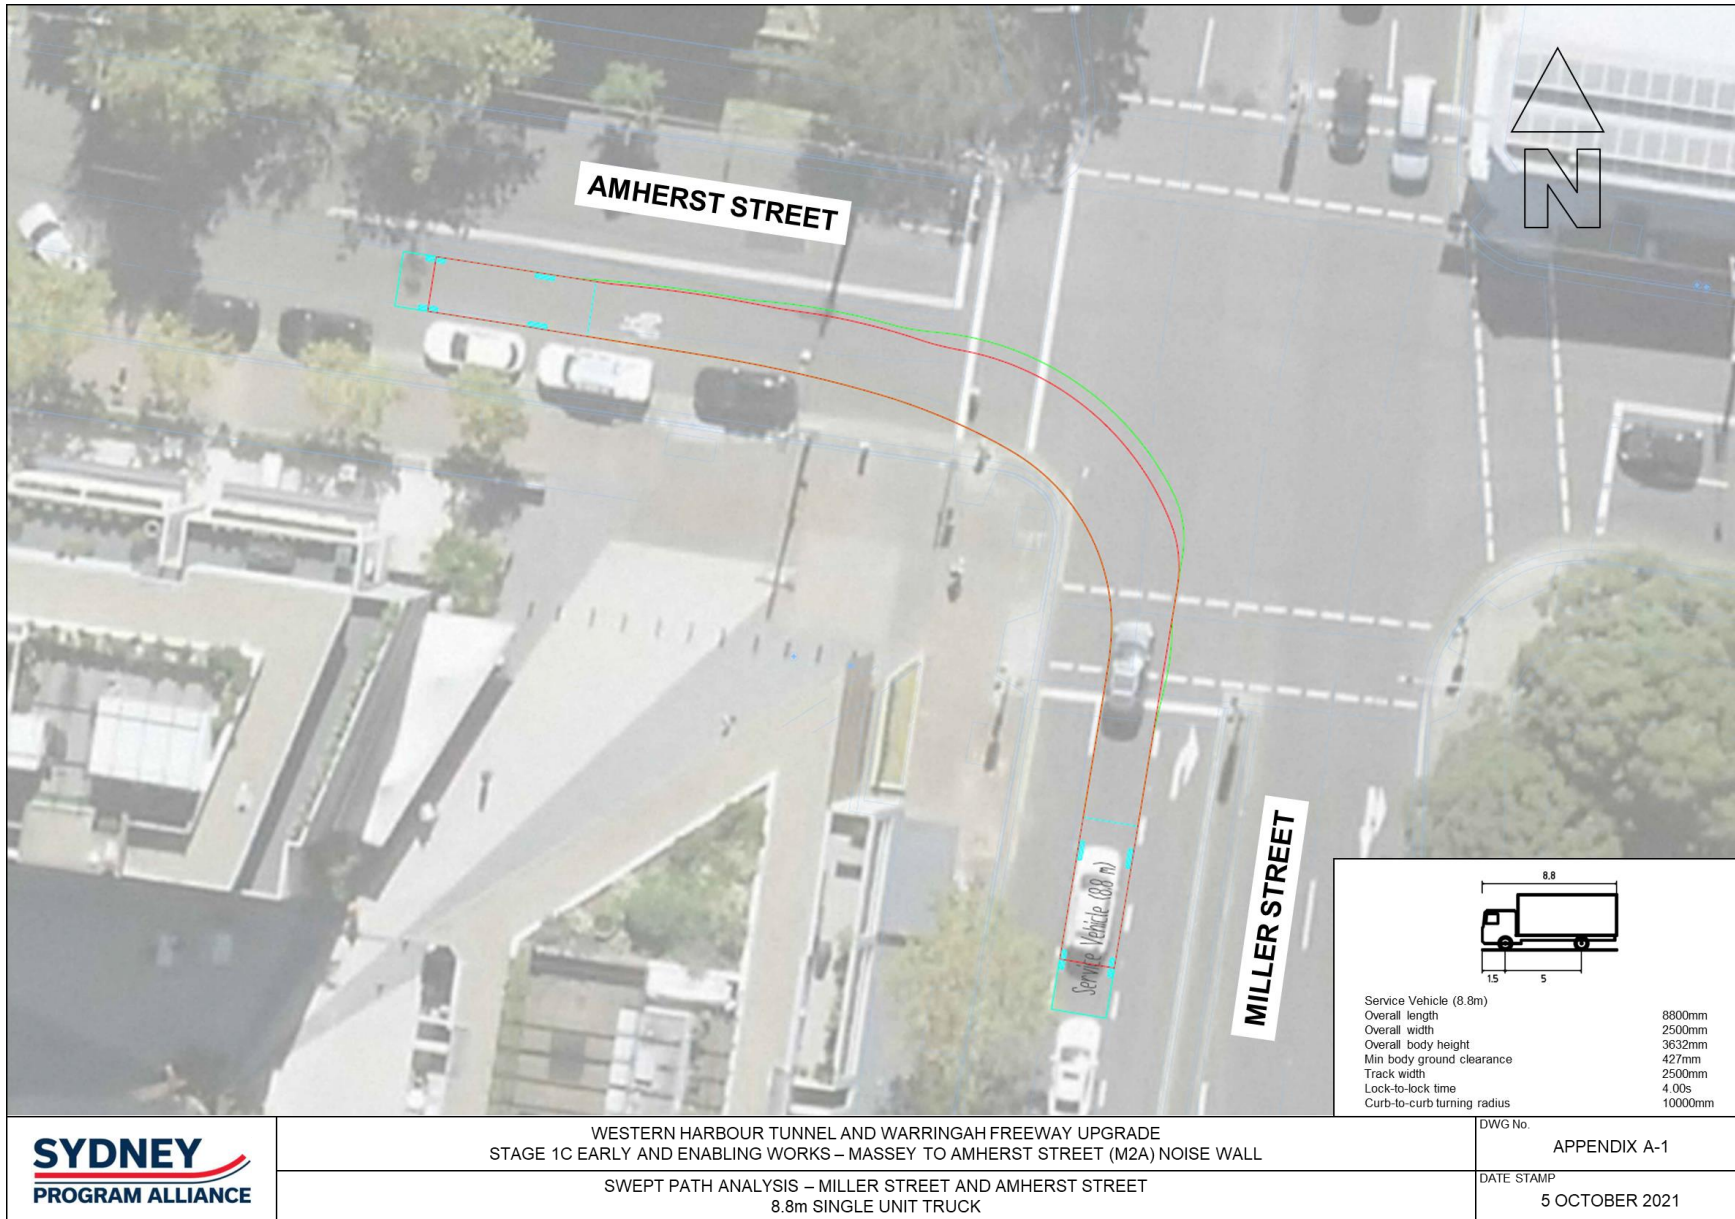 AMHERST STREET
N
MILLER STREET
Service Vehicle (8.8 m)
8.8
1.5
5
Service Vehicle (8.8m)
Overall length 8800mm
Overall width 2500mm
Overall body height 3632mm
Min body ground clearance 427mm
Track width 2500mm
Lock-to-lock time 4.00s
Curb-to-curb turning radius 10000mm
SYDNEY
PROGRAM ALLIANCE
WESTERN HARBOUR TUNNEL AND WARRINGAH FREEWAY UPGRADE
STAGE 1C EARLY AND ENABLING WORKS – MASSEY TO AMHERST STREET (M2A) NOISE WALL
SWEPT PATH ANALYSIS – MILLER STREET AND AMHERST STREET
8.8m SINGLE UNIT TRUCK
DWG No.
APPENDIX A-1
DATE STAMP
5 OCTOBER 2021